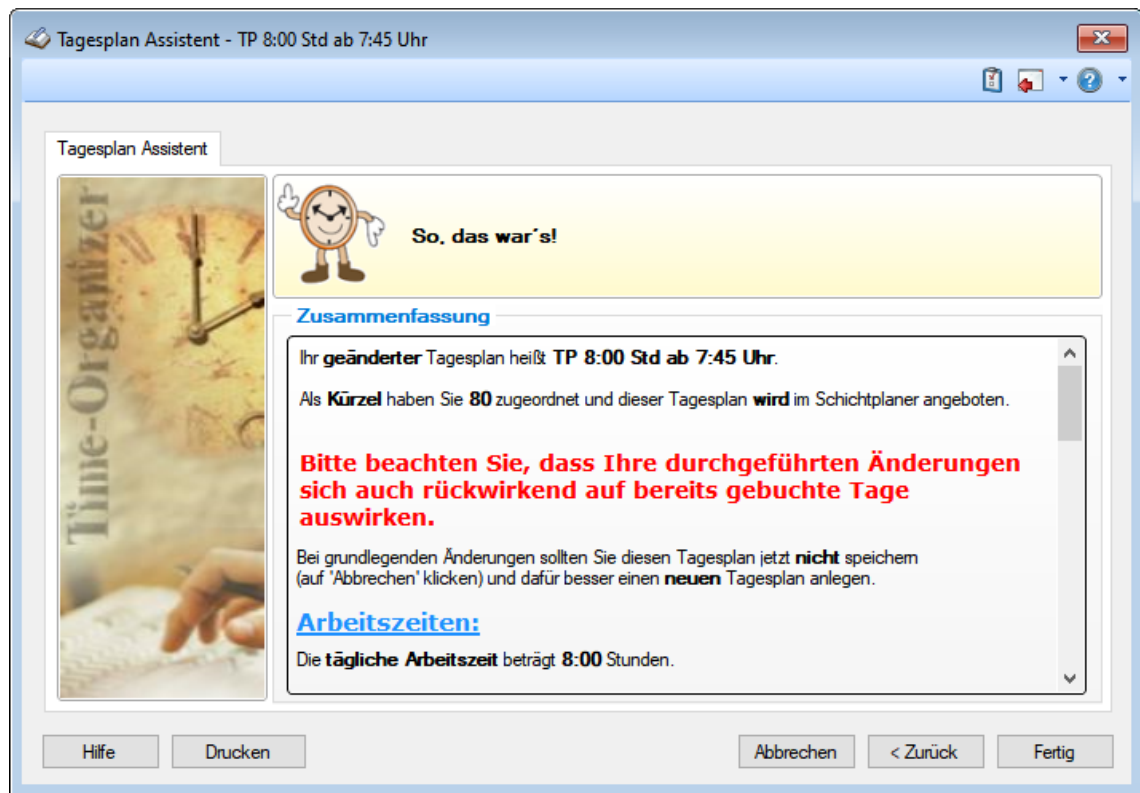 Tagesplan Assistent - TP 8:00 Std ab 7:45 Uhr
Tagesplan Assistent
Time-Organizer
So, das war´s!
Zusammenfassung
Ihr geänderter Tagesplan heißt TP 8:00 Std ab 7:45 Uhr.
Als Kürzel haben Sie 80 zugeordnet und dieser Tagesplan wird im Schichtplaner angeboten.
Bitte beachten Sie, dass Ihre durchgeführten Änderungen
sich auch rückwirkend auf bereits gebuchte Tage
auswirken.
Bei grundlegenden Änderungen sollten Sie diesen Tagesplan jetzt nicht speichern
(auf 'Abbrechen' klicken) und dafür besser einen neuen Tagesplan anlegen.
Arbeitszeiten:
Die tägliche Arbeitszeit beträgt 8:00 Stunden.
Hilfe
Drucken
Abbrechen
< Zurück
Fertig